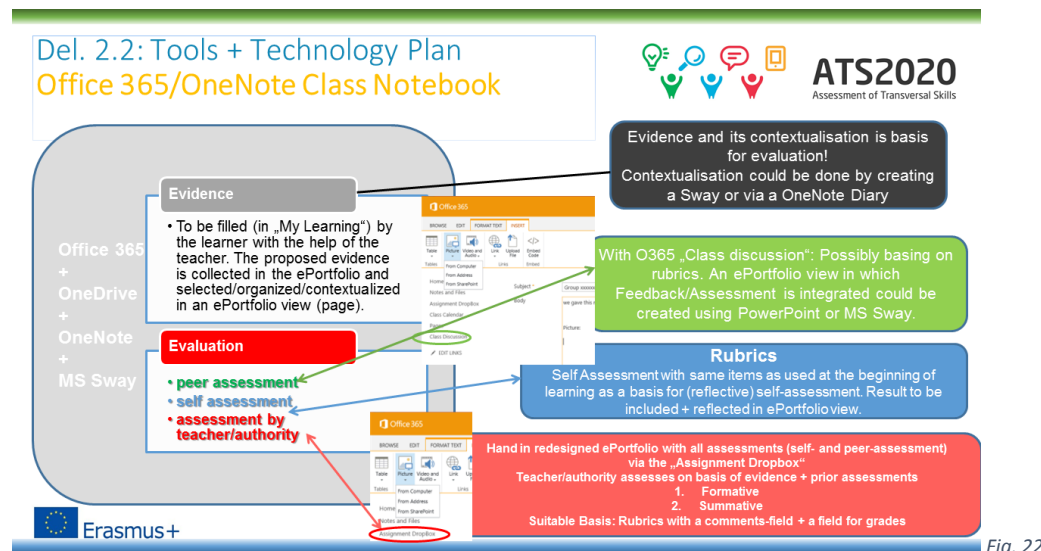 Del. 2.2: Tools + Technology Plan
Office 365/OneNote Class Notebook
ATS2020
Assessment of Transversal Skills
Evidence and its contextualisation is basis
for evaluation!
Contextualisation could be done by creating
a Sway or via a OneNote Diary
Office 365
+
OneDrive
+
OneNote
+
MS Sway
Evidence
• To be filled (in „My Learning“) by
the learner with the help of the
teacher. The proposed evidence
is collected in the ePortfolio and
selected/organized/contextualized
in an ePortfolio view (page).
Office 365
BROWSE EDIT FORMAT TEXT INSERT
Table Picture Video and Audio Link Upload File Embed Code
Tables Links Embed
From Computer
From Address
From SharePoint
Home
Notes and Files
Assignment DropBox
Class Calendar
Class Discussion
EDIT LINKS
Subject
Body
Group
we gave this
Picture:
With O365 „Class discussion“: Possibly basing on
rubrics. An ePortfolio view in which
Feedback/Assessment is integrated could be
created using PowerPoint or MS Sway.
Evaluation
• peer assessment
• self assessment
• assessment by
teacher/authority
Rubrics
Self Assessment with same items as used at the beginning of
learning as a basis for (reflective) self-assessment. Result to be
included + reflected in ePortfolio view.
Office 365
BROWSE EDIT FORMAT TEXT
Table Picture Video and Audio Link
Tables Links
From Computer
From Address
From SharePoint
Home
Notes and Files
Assignment DropBox
Hand in redesigned ePortfolio with all assessments (self- and peer-assessment)
via the „Assignment Dropbox“
Teacher/authority assesses on basis of evidence + prior assessments
1. Formative
2. Summative
Suitable Basis: Rubrics with a comments-field + a field for grades
Erasmus+
Fig. 22